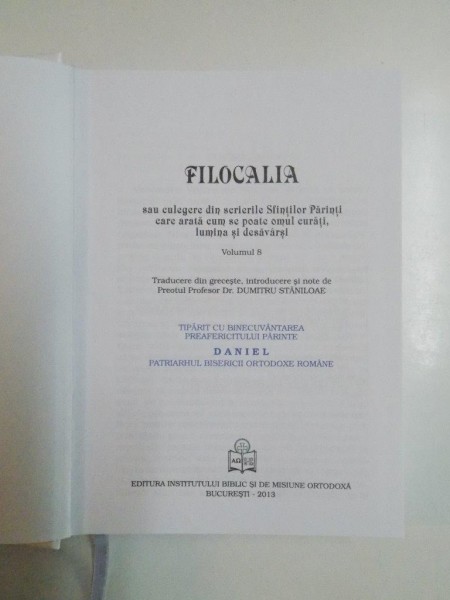 FILOCALIA
sau culegere din scrierile Sfinților Părinți
care arată cum se poate omul curăți,
lumina și desăvârși
Volumul 8
Traducere din grecește, introducere și note de
Preotul Profesor Dr. DUMITRU STĂNILOAE
TIPĂRIT CU BINECUVÂNTAREA
PREAFERICITULUI PĂRINTE
DANIEL
PATRIARHUL BISERICII ORTODOXE ROMÂNE
EDITURA INSTITUTULUI BIBLIC ȘI DE MISIUNE ORTODOXĂ
BUCUREȘTI - 2013